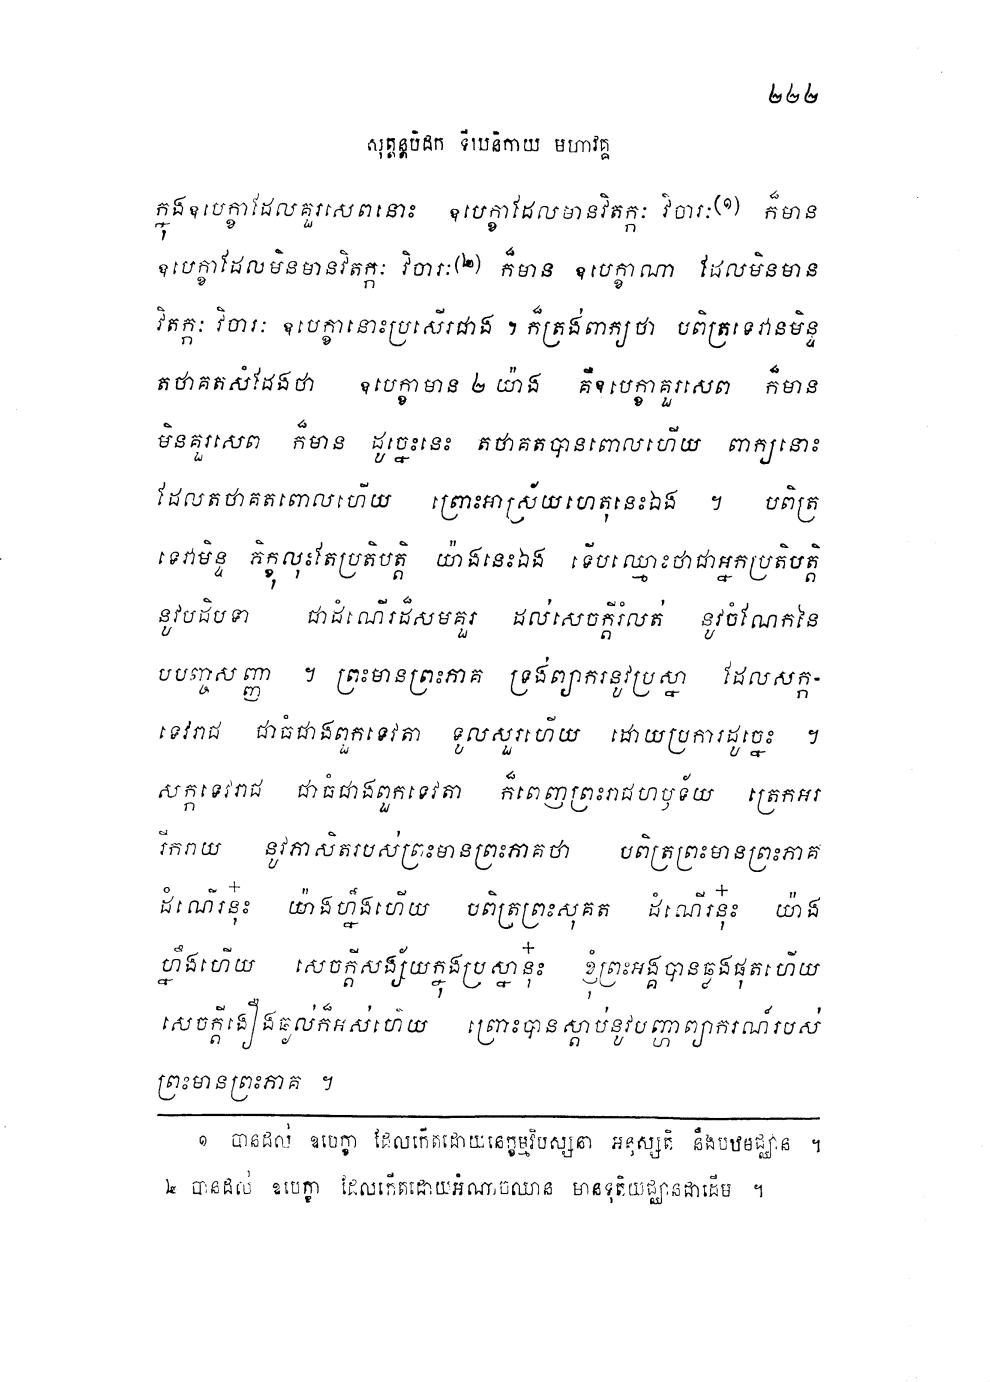 ២២២
សុត្តន្តបិដក ទីឃនិកាយ មហាវគ្គ
ក្នុងឧបេក្ខាដែលគួរសេពនោះ ឧបេក្ខាដែលមានវិតក្កៈ វិចារៈ(១) ក៏មាន
ឧបេក្ខាដែលមិនមានវិតក្កៈ វិចារៈ(២) ក៏មាន ឧបេក្ខាណា ដែលមិនមាន
វិតក្កៈ វិចារៈ ឧបេក្ខានោះប្រសើរជាង ។ ក៏ត្រង់ពាក្យថា បពិត្រទេវានមិន្ទ
តថាគតសំដែងថា ឧបេក្ខាមាន ២ យ៉ាង គឺឧបេក្ខាគួរសេព ក៏មាន
មិនគួរសេព ក៏មាន ដូច្នេះនេះ តថាគតបានពោលហើយ ពាក្យនោះ
ដែលតថាគតពោលហើយ ព្រោះអាស្រ័យហេតុនេះឯង ។ បពិត្រ
ទេវាមិន្ទ ភិក្ខុលុះតែប្រតិបត្តិ យ៉ាងនេះឯង ទើបឈ្មោះថាជាអ្នកប្រតិបត្តិ
នូវបដិបទា ជាដំណើរដ៏សមគួរ ដល់សេចក្តីរំលត់ នូវចំណែកនៃ
បបញ្ចសញ្ញា ។ ព្រះមានព្រះភាគ ទ្រង់ព្យាករនូវប្រស្នា ដែលសក្ក-
ទេវរាជ ជាធំជាងពួកទេវតា ទូលសួរហើយ ដោយប្រការដូច្នេះ ។
សក្កទេវរាជ ជាធំជាងពួកទេវតា ក៏ពេញព្រះរាជហឫទ័យ ត្រេកអរ
រីករាយ នូវភាសិតរបស់ព្រះមានព្រះភាគថា បពិត្រព្រះមានព្រះភាគ
ដំណើរនុ៎ះ យ៉ាងហ្នឹងហើយ បពិត្រព្រះសុគត ដំណើរនុ៎ះ យ៉ាង
ហ្នឹងហើយ សេចក្តីសង្ស័យក្នុងប្រស្នានុ៎ះ ខ្ញុំព្រះអង្គបានឆ្លងផុតហើយ
សេចក្តីងឿងឆ្ងល់ក៏អស់ហើយ ព្រោះបានស្តាប់នូវបញ្ហាព្យាករណ៍របស់
ព្រះមានព្រះភាគ ។
១ បានដល់ ឧបេក្ខា ដែលកើតដោយនេក្ខម្មវិបស្សនា អនុស្សតិ នឹងបឋមជ្ឈាន ។
២ បានដល់ ឧបេក្ខា ដែលកើតដោយអំណាចឈាន មានទុតិយជ្ឈានជាដើម ។